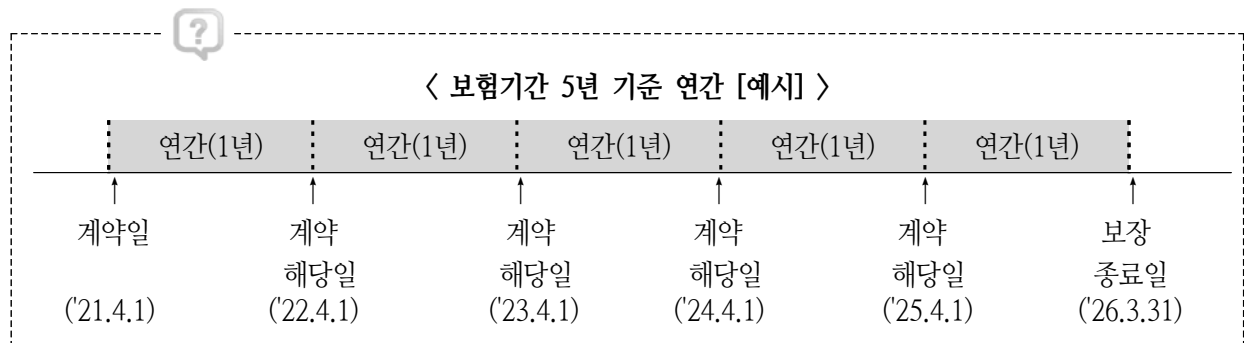 ?
< 보험기간 5년 기준 연간 [예시] >
연간(1년) 연간(1년) 연간(1년) 연간(1년) 연간(1년)
계약일 계약 계약 계약 계약 보장
해당일 해당일 해당일 해당일 종료일
('21.4.1) ('22.4.1) ('23.4.1) ('24.4.1) ('25.4.1) ('26.3.31)